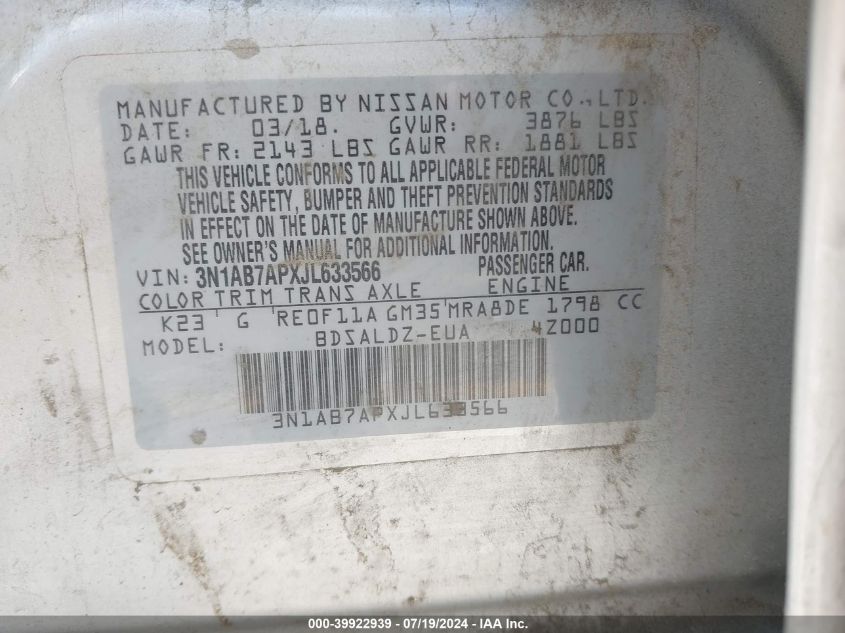 MANUFACTURED BY NISSAN MOTOR CO., LTD.
DATE: 03/18. GVWR: 3876 LBS
GAWR FR: 2143 LBS GAWR RR: 1881 LBS
THIS VEHICLE CONFORMS TO ALL APPLICABLE FEDERAL MOTOR
VEHICLE SAFETY, BUMPER AND THEFT PREVENTION STANDARDS
IN EFFECT ON THE DATE OF MANUFACTURE SHOWN ABOVE.
SEE OWNER'S MANUAL FOR ADDITIONAL INFORMATION.
VIN: 3N1AB7APXJL633566 PASSENGER CAR.
COLOR TRIM TRANS AXLE ENGINE
K23 G RE0F11A GM35 MRA8DE 1798 CC
MODEL: BDSALDZ-EUA 4Z000
3N1AB7APXJL633566
000-39922939 - 07/19/2024 - IAA Inc.